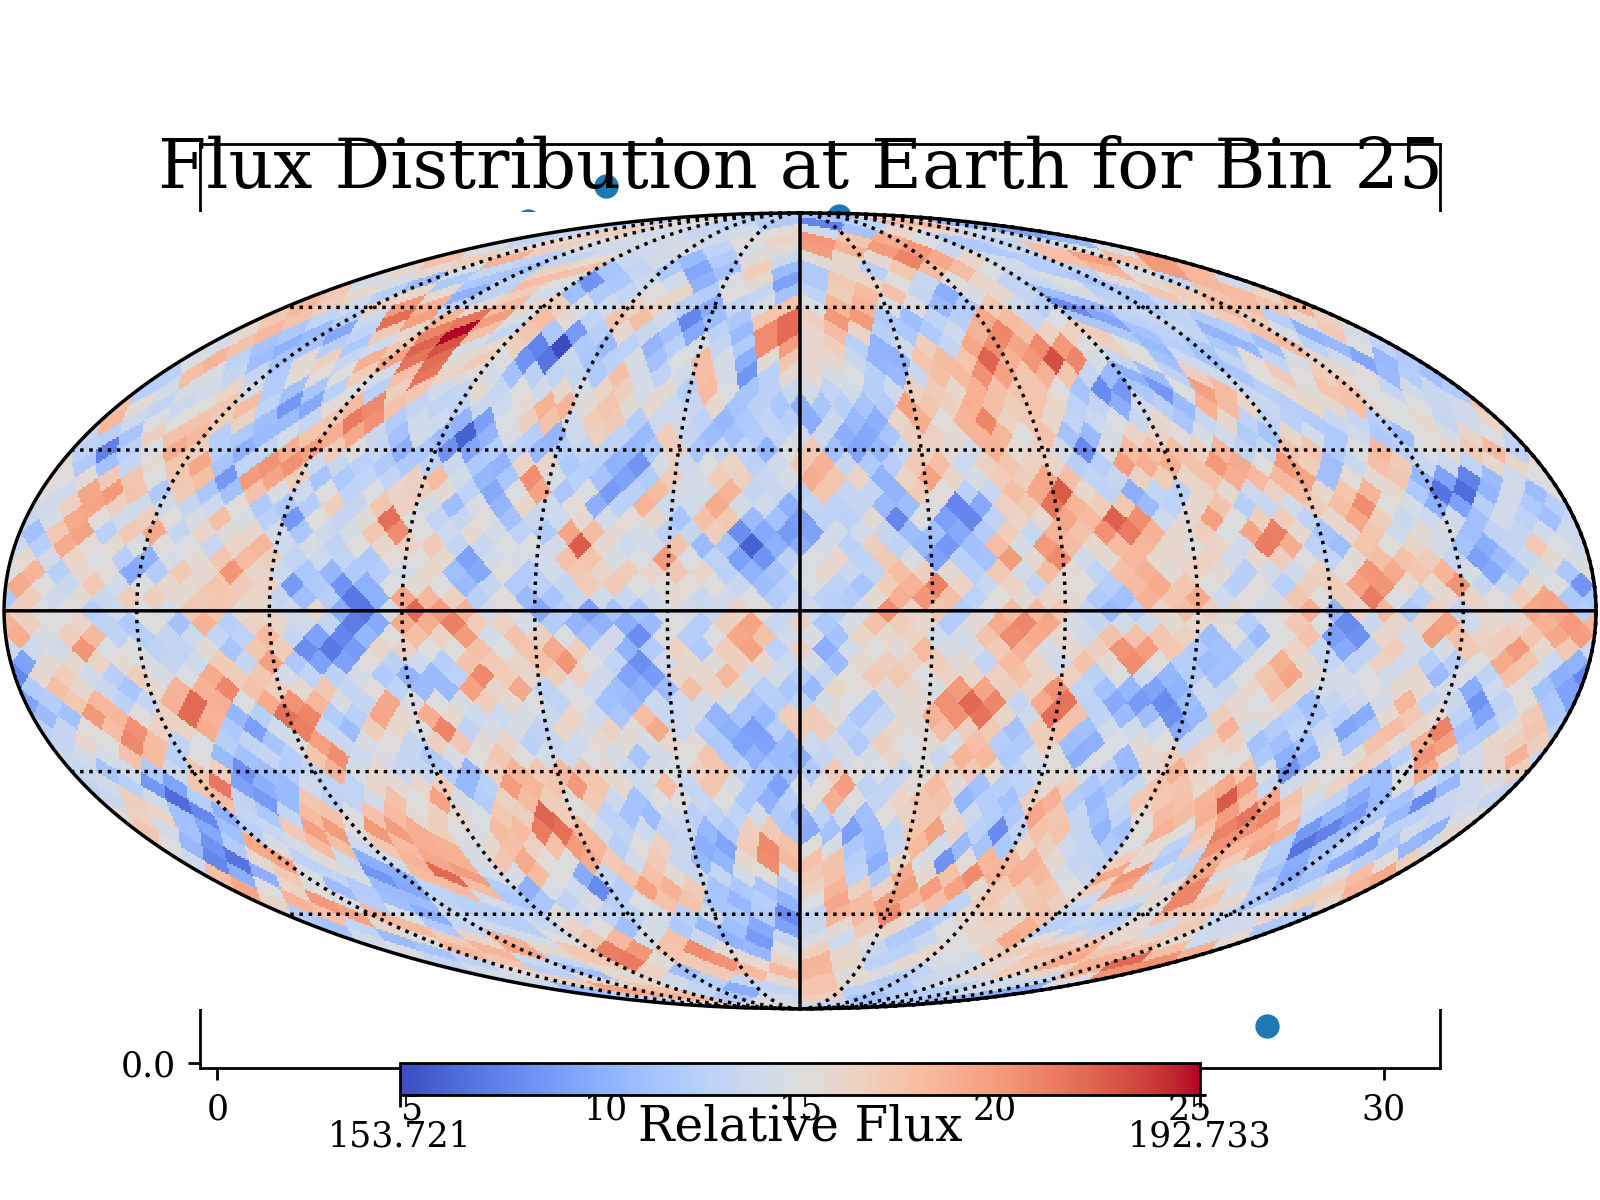 Flux Distribution at Earth for Bin 25
0.0
0 5 10 15 20 25 30
Relative Flux
153.721 192.733